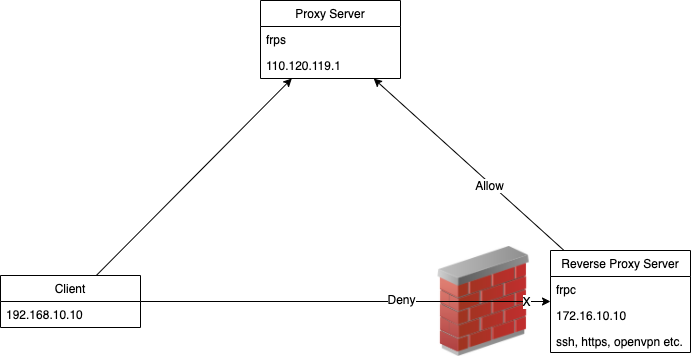 Proxy Server
frps
110.120.119.1
Allow
Client
192.168.10.10
Deny
X
Reverse Proxy Server
frpc
172.16.10.10
ssh, https, openvpn etc.